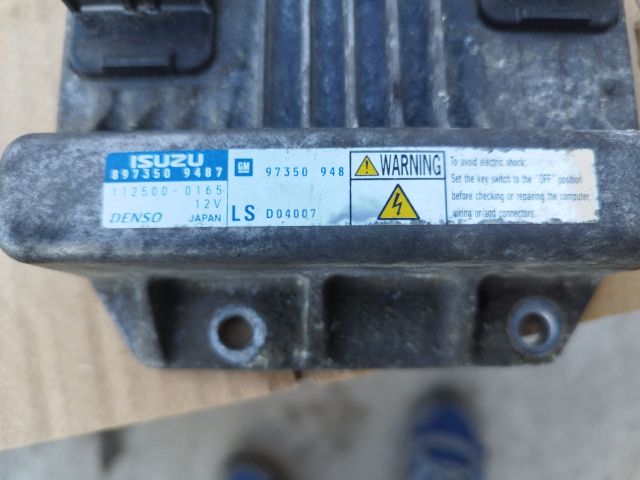 ISUZU
897350 9487
112500-0165
12V
DENSO JAPAN
GM 97350 948
LS D04007
WARNING
To avoid electric shock:
Set the key switch to the "OFF" position
before checking or repairing the computer,
wiring or/and connectors.